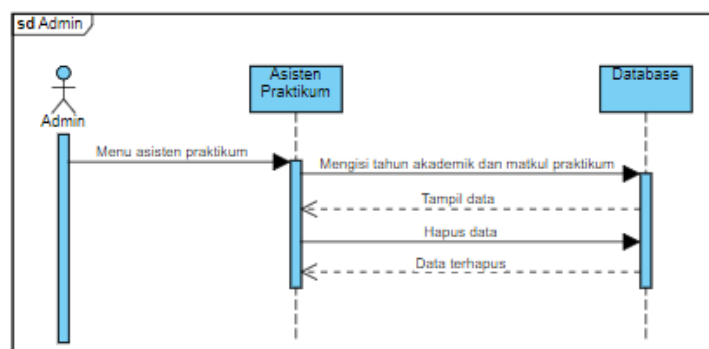 sd Admin
Asisten
Praktikum
Database
Admin
Menu asisten praktikum
Mengisi tahun akademik dan matkul praktikum
Tampil data
Hapus data
Data terhapus